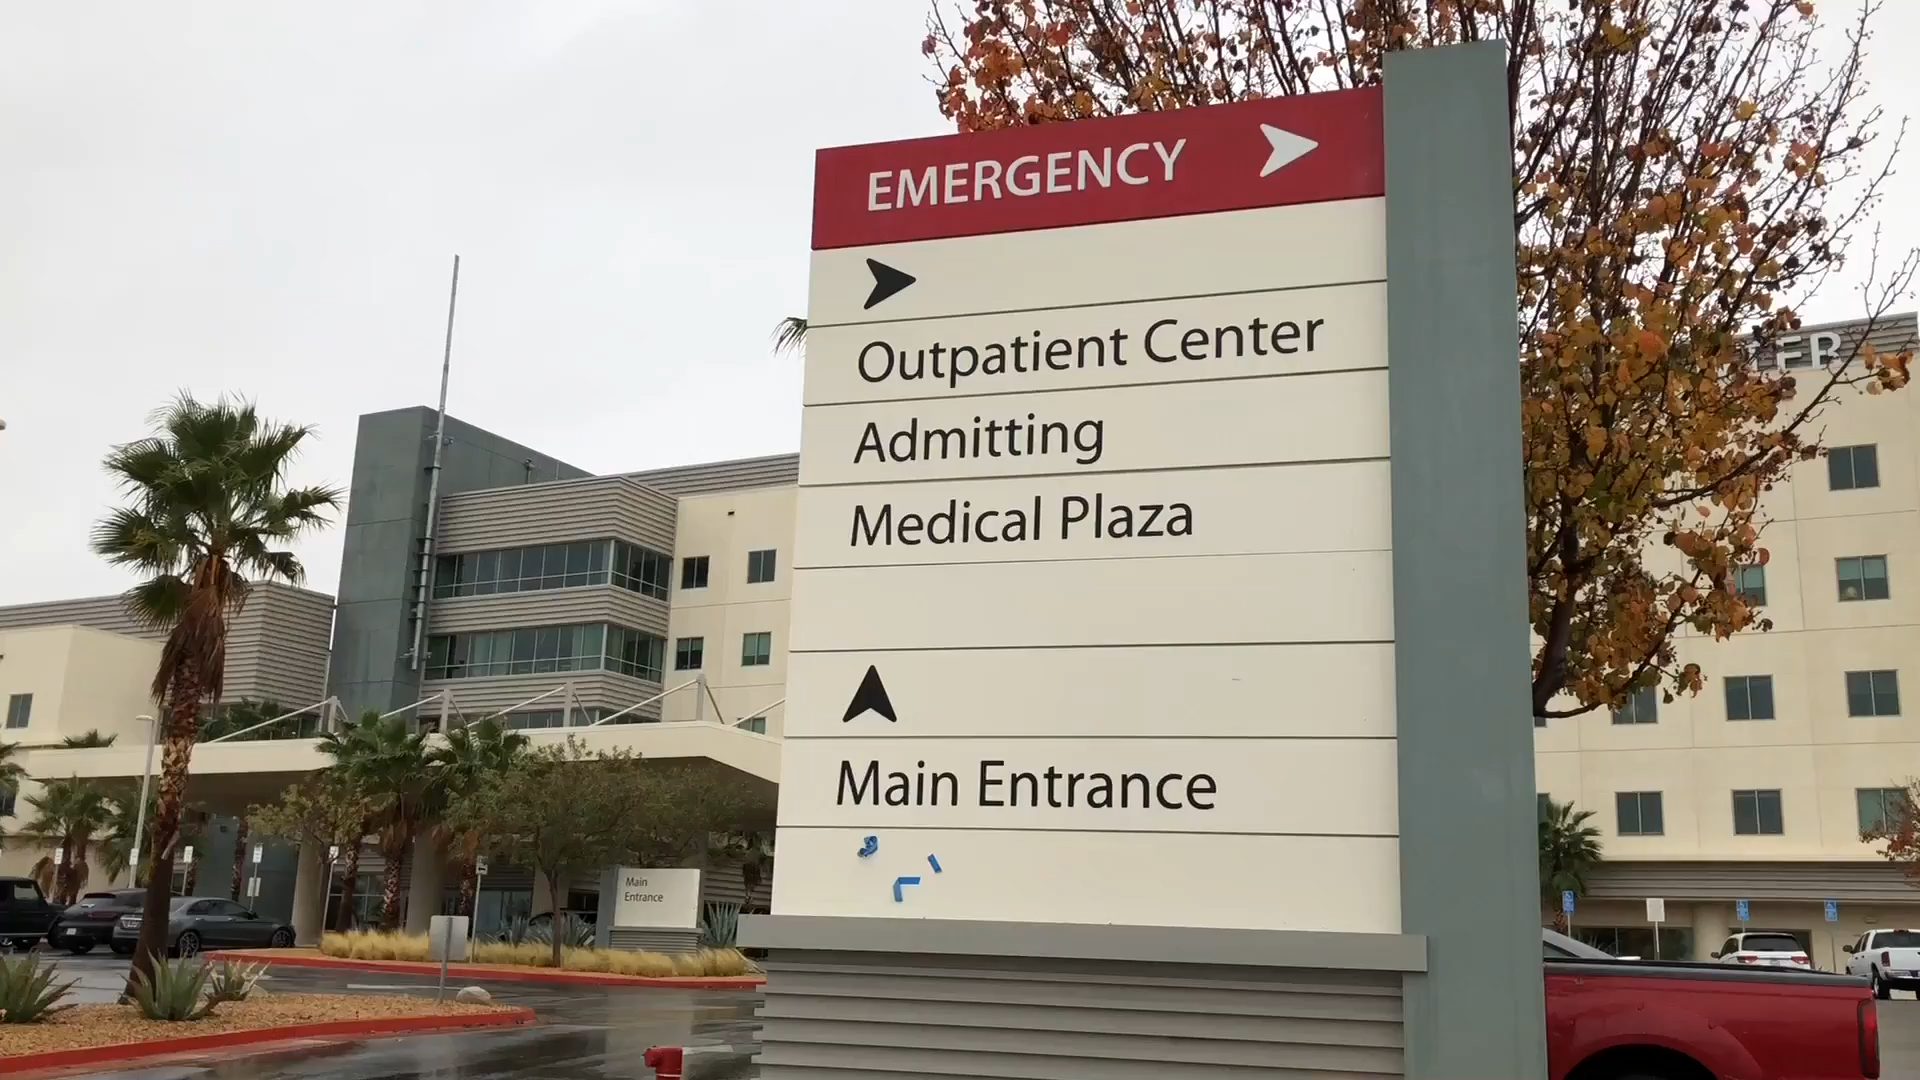 EMERGENCY
Outpatient Center
Admitting
Medical Plaza
Main Entrance
Main
Entrance